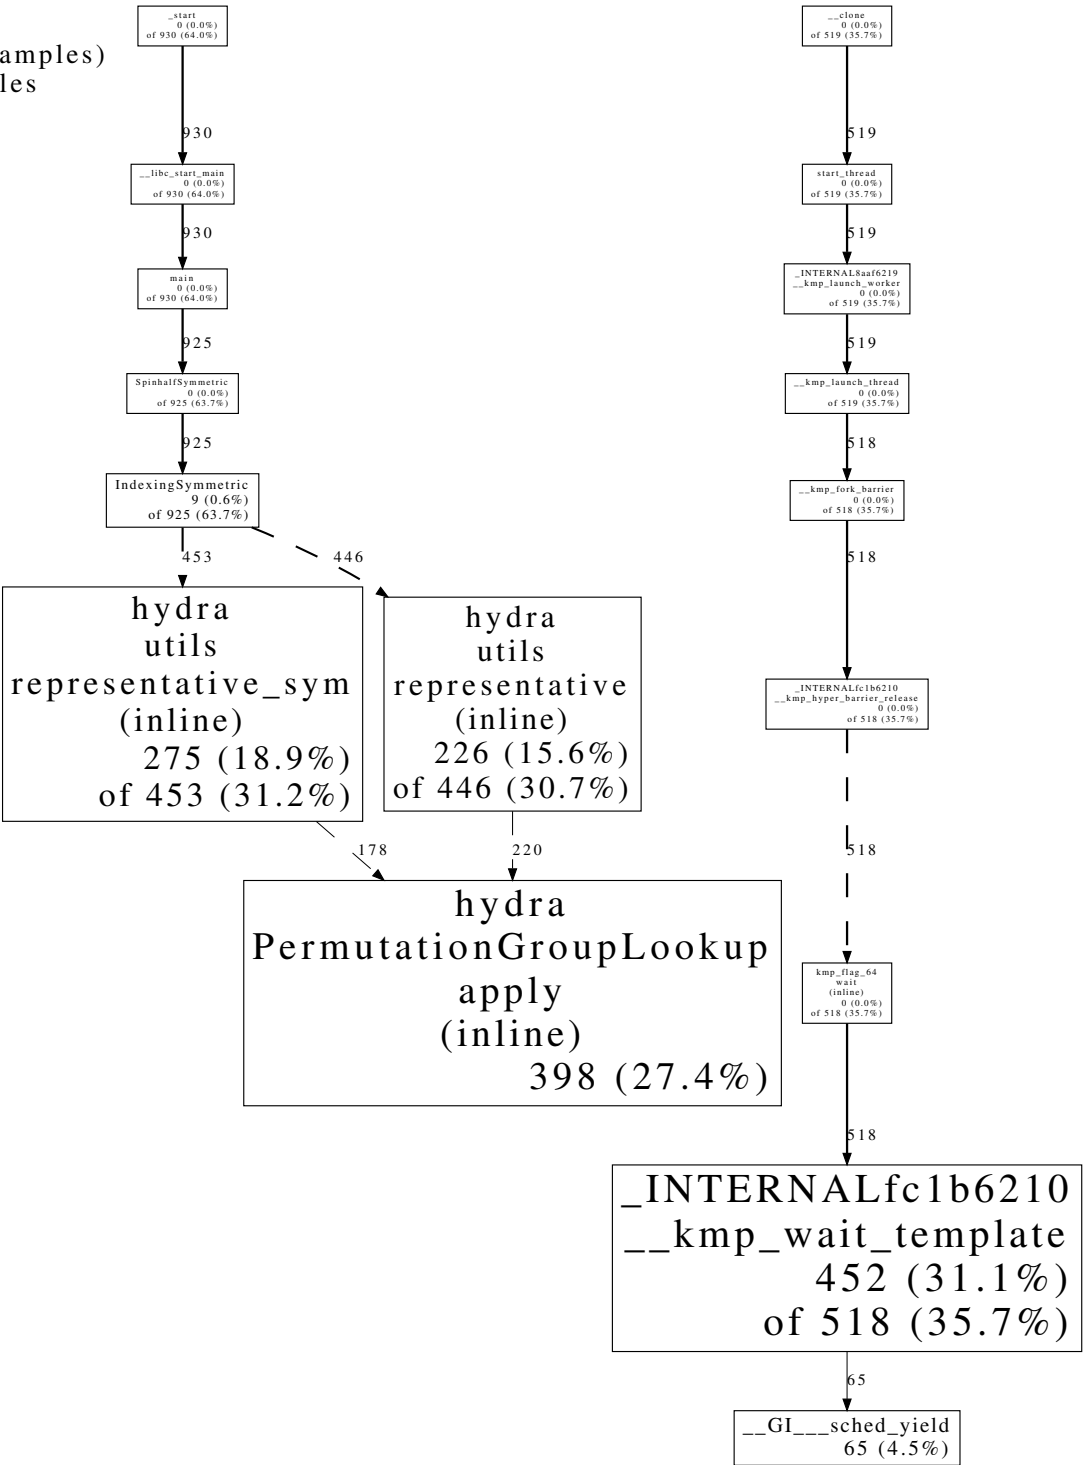 amples)
les
_start
0 (0.0%)
of 930 (64.0%)
930
__libc_start_main
0 (0.0%)
of 930 (64.0%)
930
main
0 (0.0%)
of 930 (64.0%)
925
SpinhalfSymmetric
0 (0.0%)
of 925 (63.7%)
925
IndexingSymmetric
9 (0.6%)
of 925 (63.7%)
453
446
hydra
utils
representative_sym
(inline)
275 (18.9%)
of 453 (31.2%)
hydra
utils
representative
(inline)
226 (15.6%)
of 446 (30.7%)
178
220
hydra
PermutationGroupLookup
apply
(inline)
398 (27.4%)
__clone
0 (0.0%)
of 519 (35.7%)
519
start_thread
0 (0.0%)
of 519 (35.7%)
519
_INTERNAL8aaf6219
__kmp_launch_worker
0 (0.0%)
of 519 (35.7%)
519
__kmp_launch_thread
0 (0.0%)
of 519 (35.7%)
518
__kmp_fork_barrier
0 (0.0%)
of 518 (35.7%)
518
_INTERNALfc1b6210
__kmp_hyper_barrier_release
0 (0.0%)
of 518 (35.7%)
518
kmp_flag_64
wait
(inline)
0 (0.0%)
of 518 (35.7%)
518
_INTERNALfc1b6210
__kmp_wait_template
452 (31.1%)
of 518 (35.7%)
65
__GI___sched_yield
65 (4.5%)